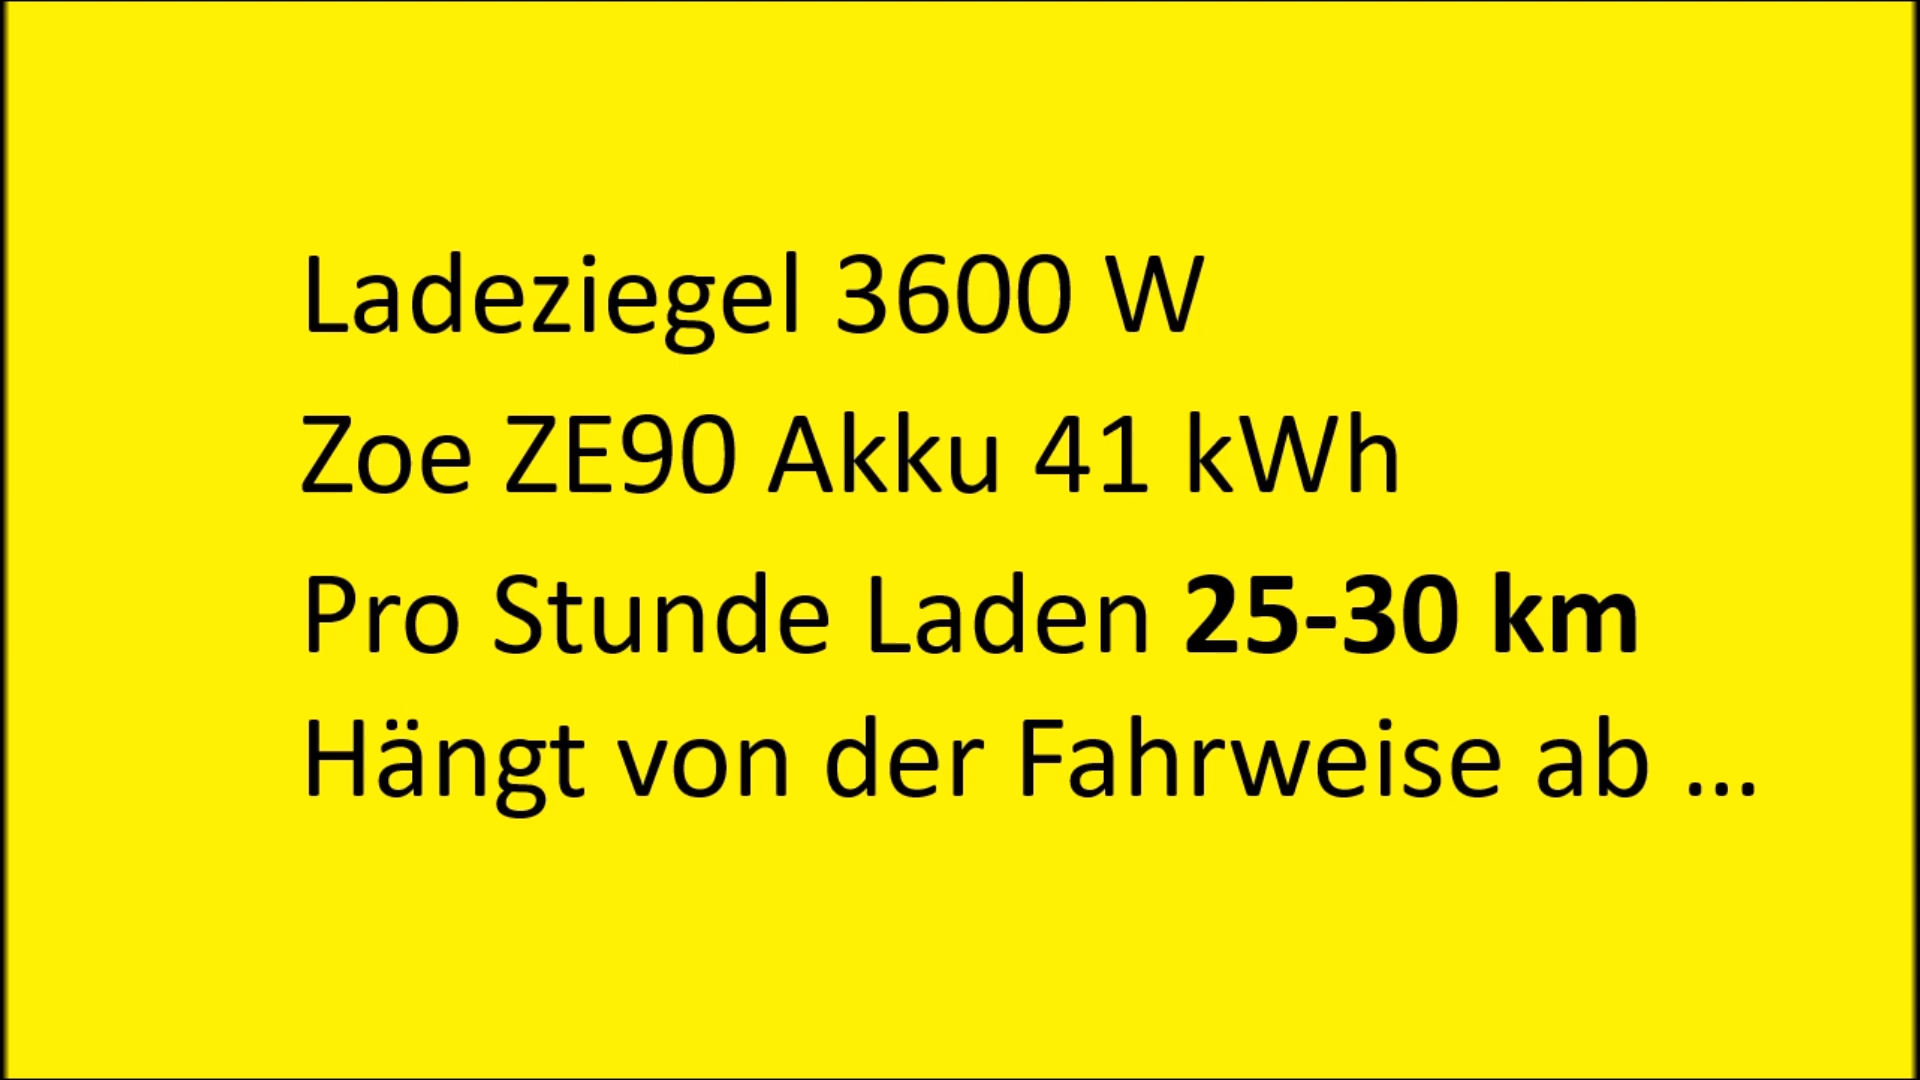 Ladeziegel 3600 W
Zoe ZE90 Akku 41 kWh
Pro Stunde Laden 25-30 km
Hängt von der Fahrweise ab ...